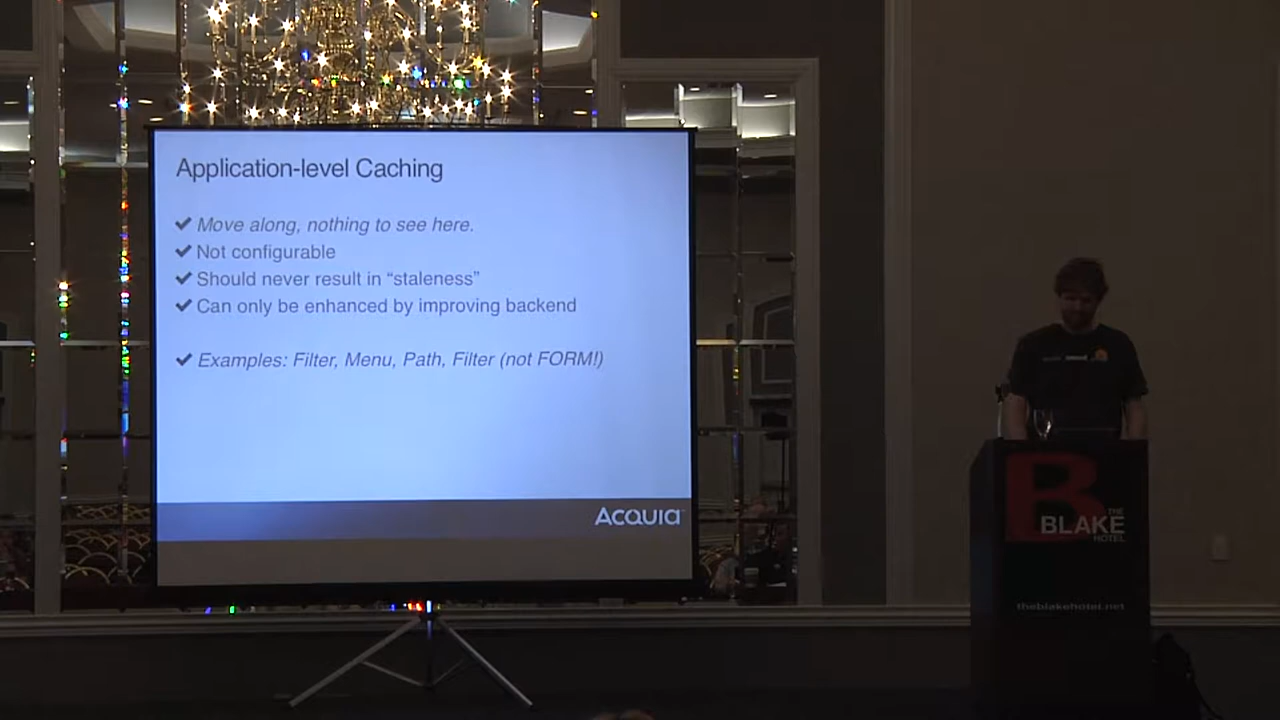 Application-level Caching
✔ Move along, nothing to see here.
✔ Not configurable
✔ Should never result in “staleness”
✔ Can only be enhanced by improving backend
✔ Examples: Filter, Menu, Path, Filter (not FORM!)
ACQUIA
B
THE
BLAKE
HOTEL
theblakehotel.net